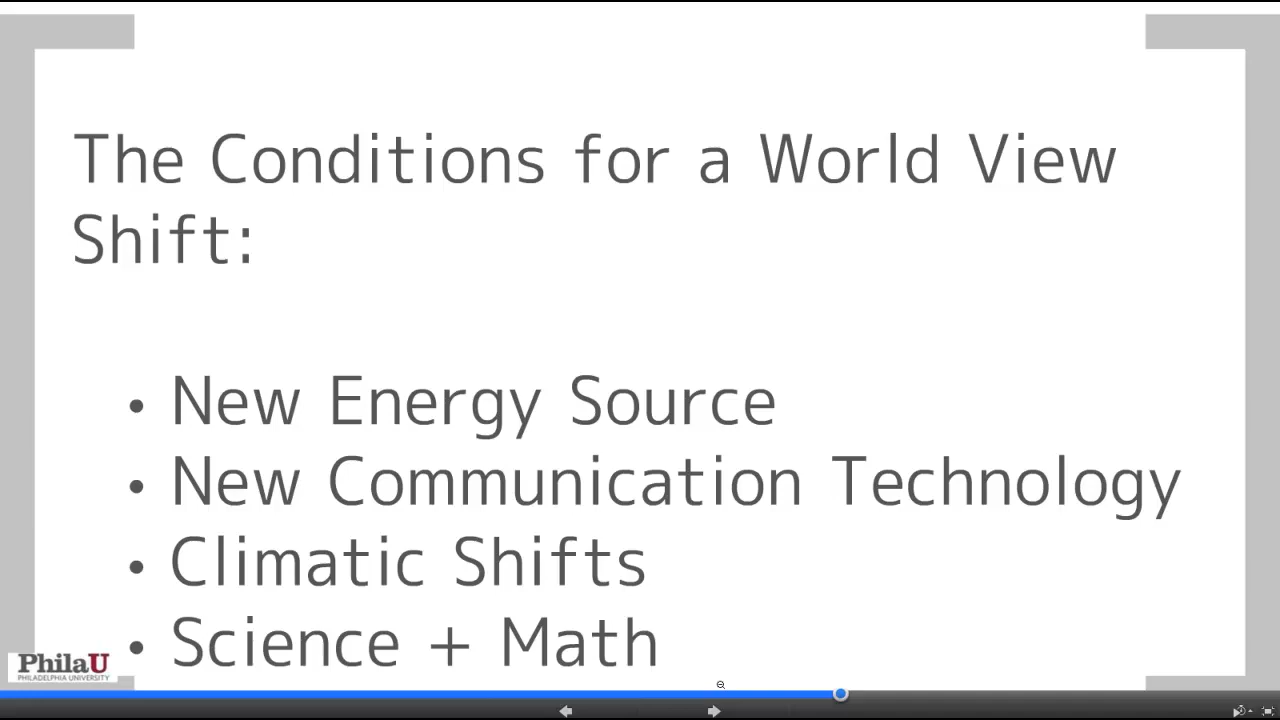 The Conditions for a World View
Shift:
• New Energy Source
• New Communication Technology
• Climatic Shifts
• Science + Math
PhilaU
PHILADELPHIA UNIVERSITY